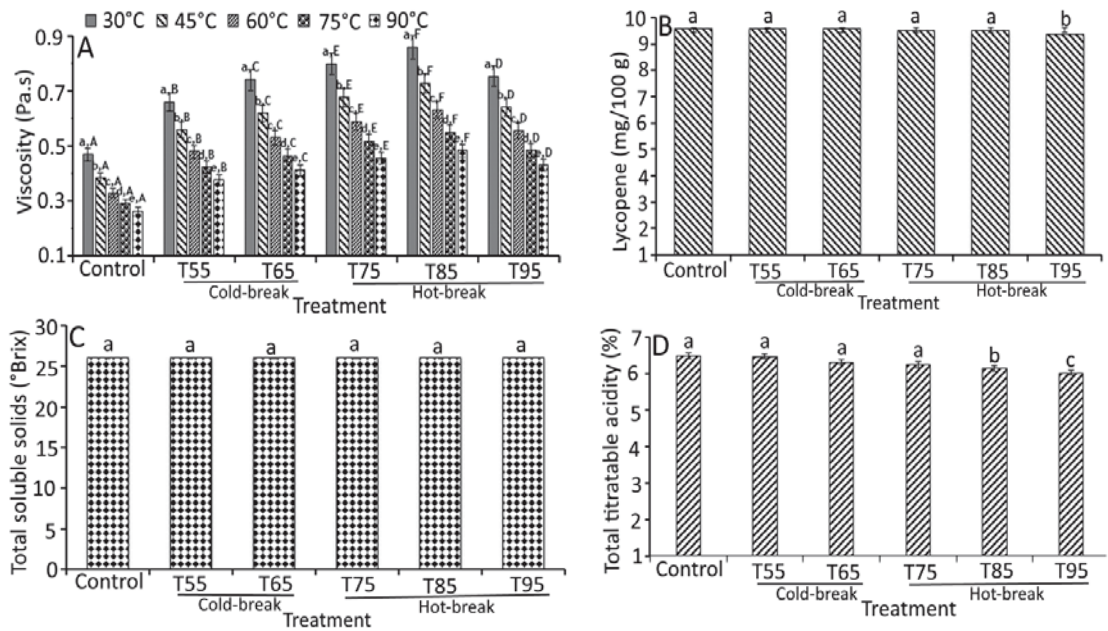 30°C 45°C 60°C 75°C 90°C
A
Viscosity (Pa.s)
0.9
0.7
0.5
0.3
0.1
a,A b,A c,A d,A e,A
a,B b,B c,B d,B e,B
a,C b,C c,C d,C e,C
a,E b,E c,E d,E e,E
a,F b,F c,F d,F e,F
a,D b,D c,D d,D e,D
Control T55 T65 T75 T85 T95
Cold-break Hot-break
Treatment
B
Lycopene (mg/100 g)
10
9
8
7
6
5
4
3
2
1
a a a a a b
Control T55 T65 T75 T85 T95
Cold-break Hot-break
Treatment
C
Total soluble solids (°Brix)
30
25
20
15
10
5
0
a a a a a a
Control T55 T65 T75 T85 T95
Cold-break Hot-break
Treatment
D
Total titratable acidity (%)
7
6
5
4
3
2
1
a a a a b c
Control T55 T65 T75 T85 T95
Cold-break Hot-break
Treatment